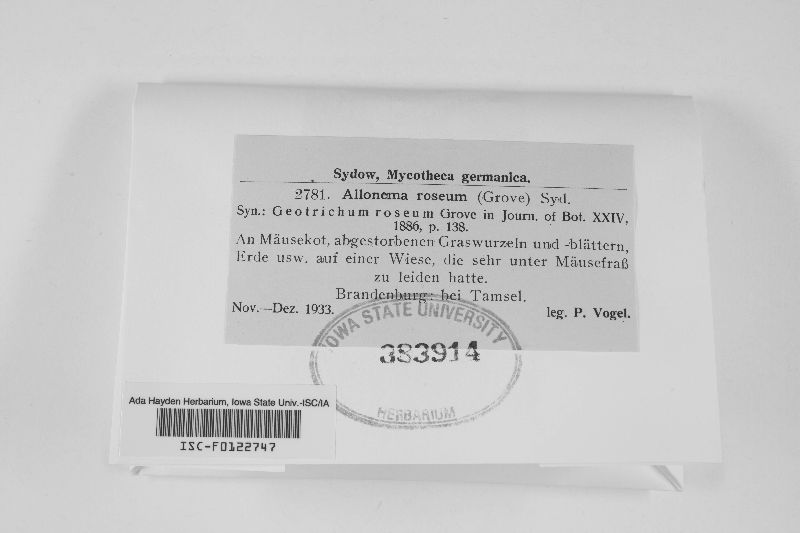 Sydow, Mycotheca germanica.
2781. Allonema roseum (Grove) Syd.
Syn.: Geotrichum roseum Grove in Journ. of Bot. XXIV,
1886, p. 138.
An Mäusekot, abgestorbenen Graswurzeln und -blättern,
Erde usw. auf einer Wiese, die sehr unter Mäusefraß
zu leiden hatte.
Brandenburg: bei Tamsel.
Nov.—Dez. 1933. leg. P. Vogel.
IOWA STATE UNIVERSITY
383914
HERBARIUM
Ada Hayden Herbarium, Iowa State Univ.-ISC/IA
ISC-F0122747